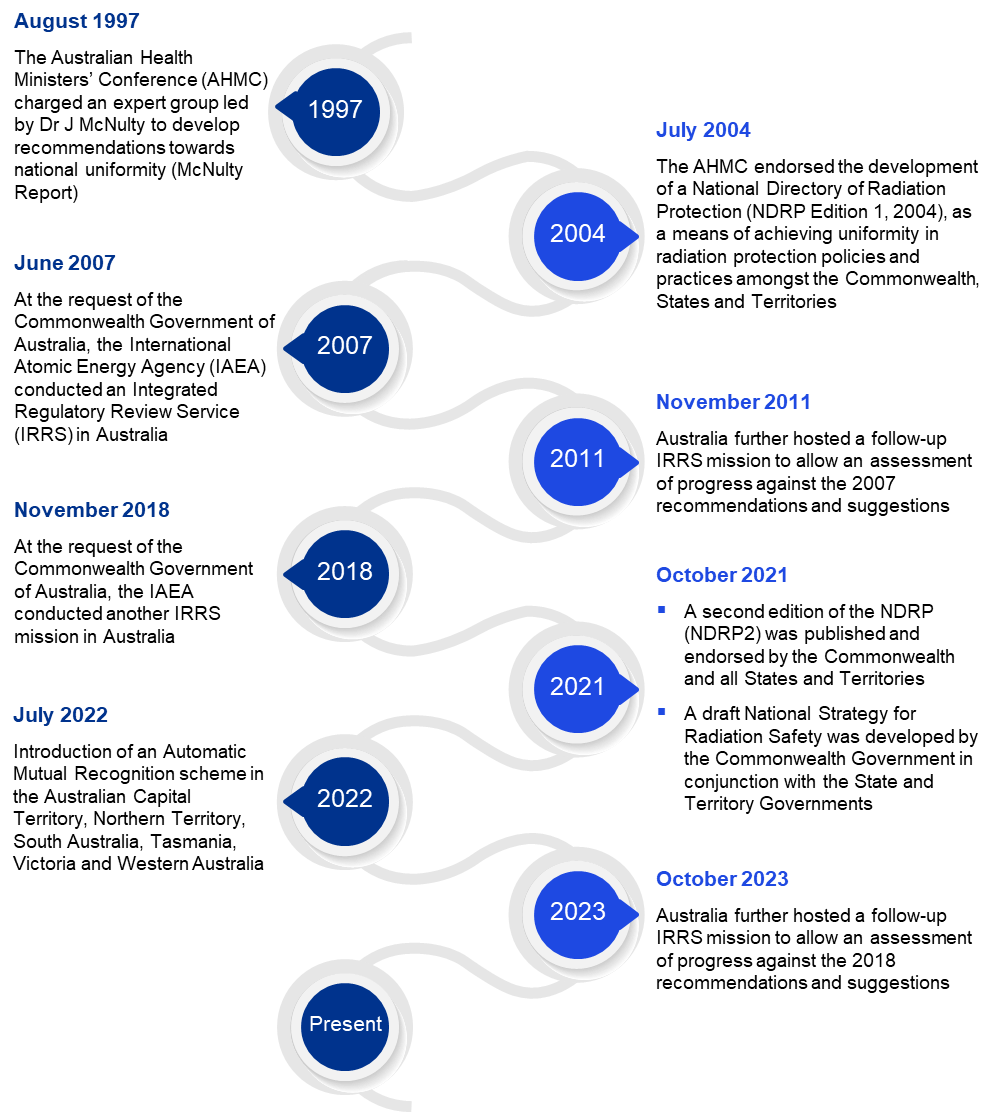 August 1997
The Australian Health
Ministers’ Conference (AHMC)
charged an expert group led
by Dr J McNulty to develop
recommendations towards
national uniformity (McNulty
Report)
1997
July 2004
The AHMC endorsed the development
of a National Directory of Radiation
Protection (NDRP Edition 1, 2004), as
a means of achieving uniformity in
radiation protection policies and
practices amongst the Commonwealth,
States and Territories
2004
June 2007
At the request of the
Commonwealth Government of
Australia, the International
Atomic Energy Agency (IAEA)
conducted an Integrated
Regulatory Review Service
(IRRS) in Australia
2007
November 2011
Australia further hosted a follow-up
IRRS mission to allow an assessment
of progress against the 2007
recommendations and suggestions
2011
November 2018
At the request of the
Commonwealth Government
of Australia, the IAEA
conducted another IRRS
mission in Australia
2018
October 2021
▪ A second edition of the NDRP
(NDRP2) was published and
endorsed by the Commonwealth
and all States and Territories
▪ A draft National Strategy for
Radiation Safety was developed by
the Commonwealth Government in
conjunction with the State and
Territory Governments
2021
July 2022
Introduction of an Automatic
Mutual Recognition scheme in
the Australian Capital
Territory, Northern Territory,
South Australia, Tasmania,
Victoria and Western Australia
2022
October 2023
Australia further hosted a follow-up
IRRS mission to allow an assessment
of progress against the 2018
recommendations and suggestions
2023
Present